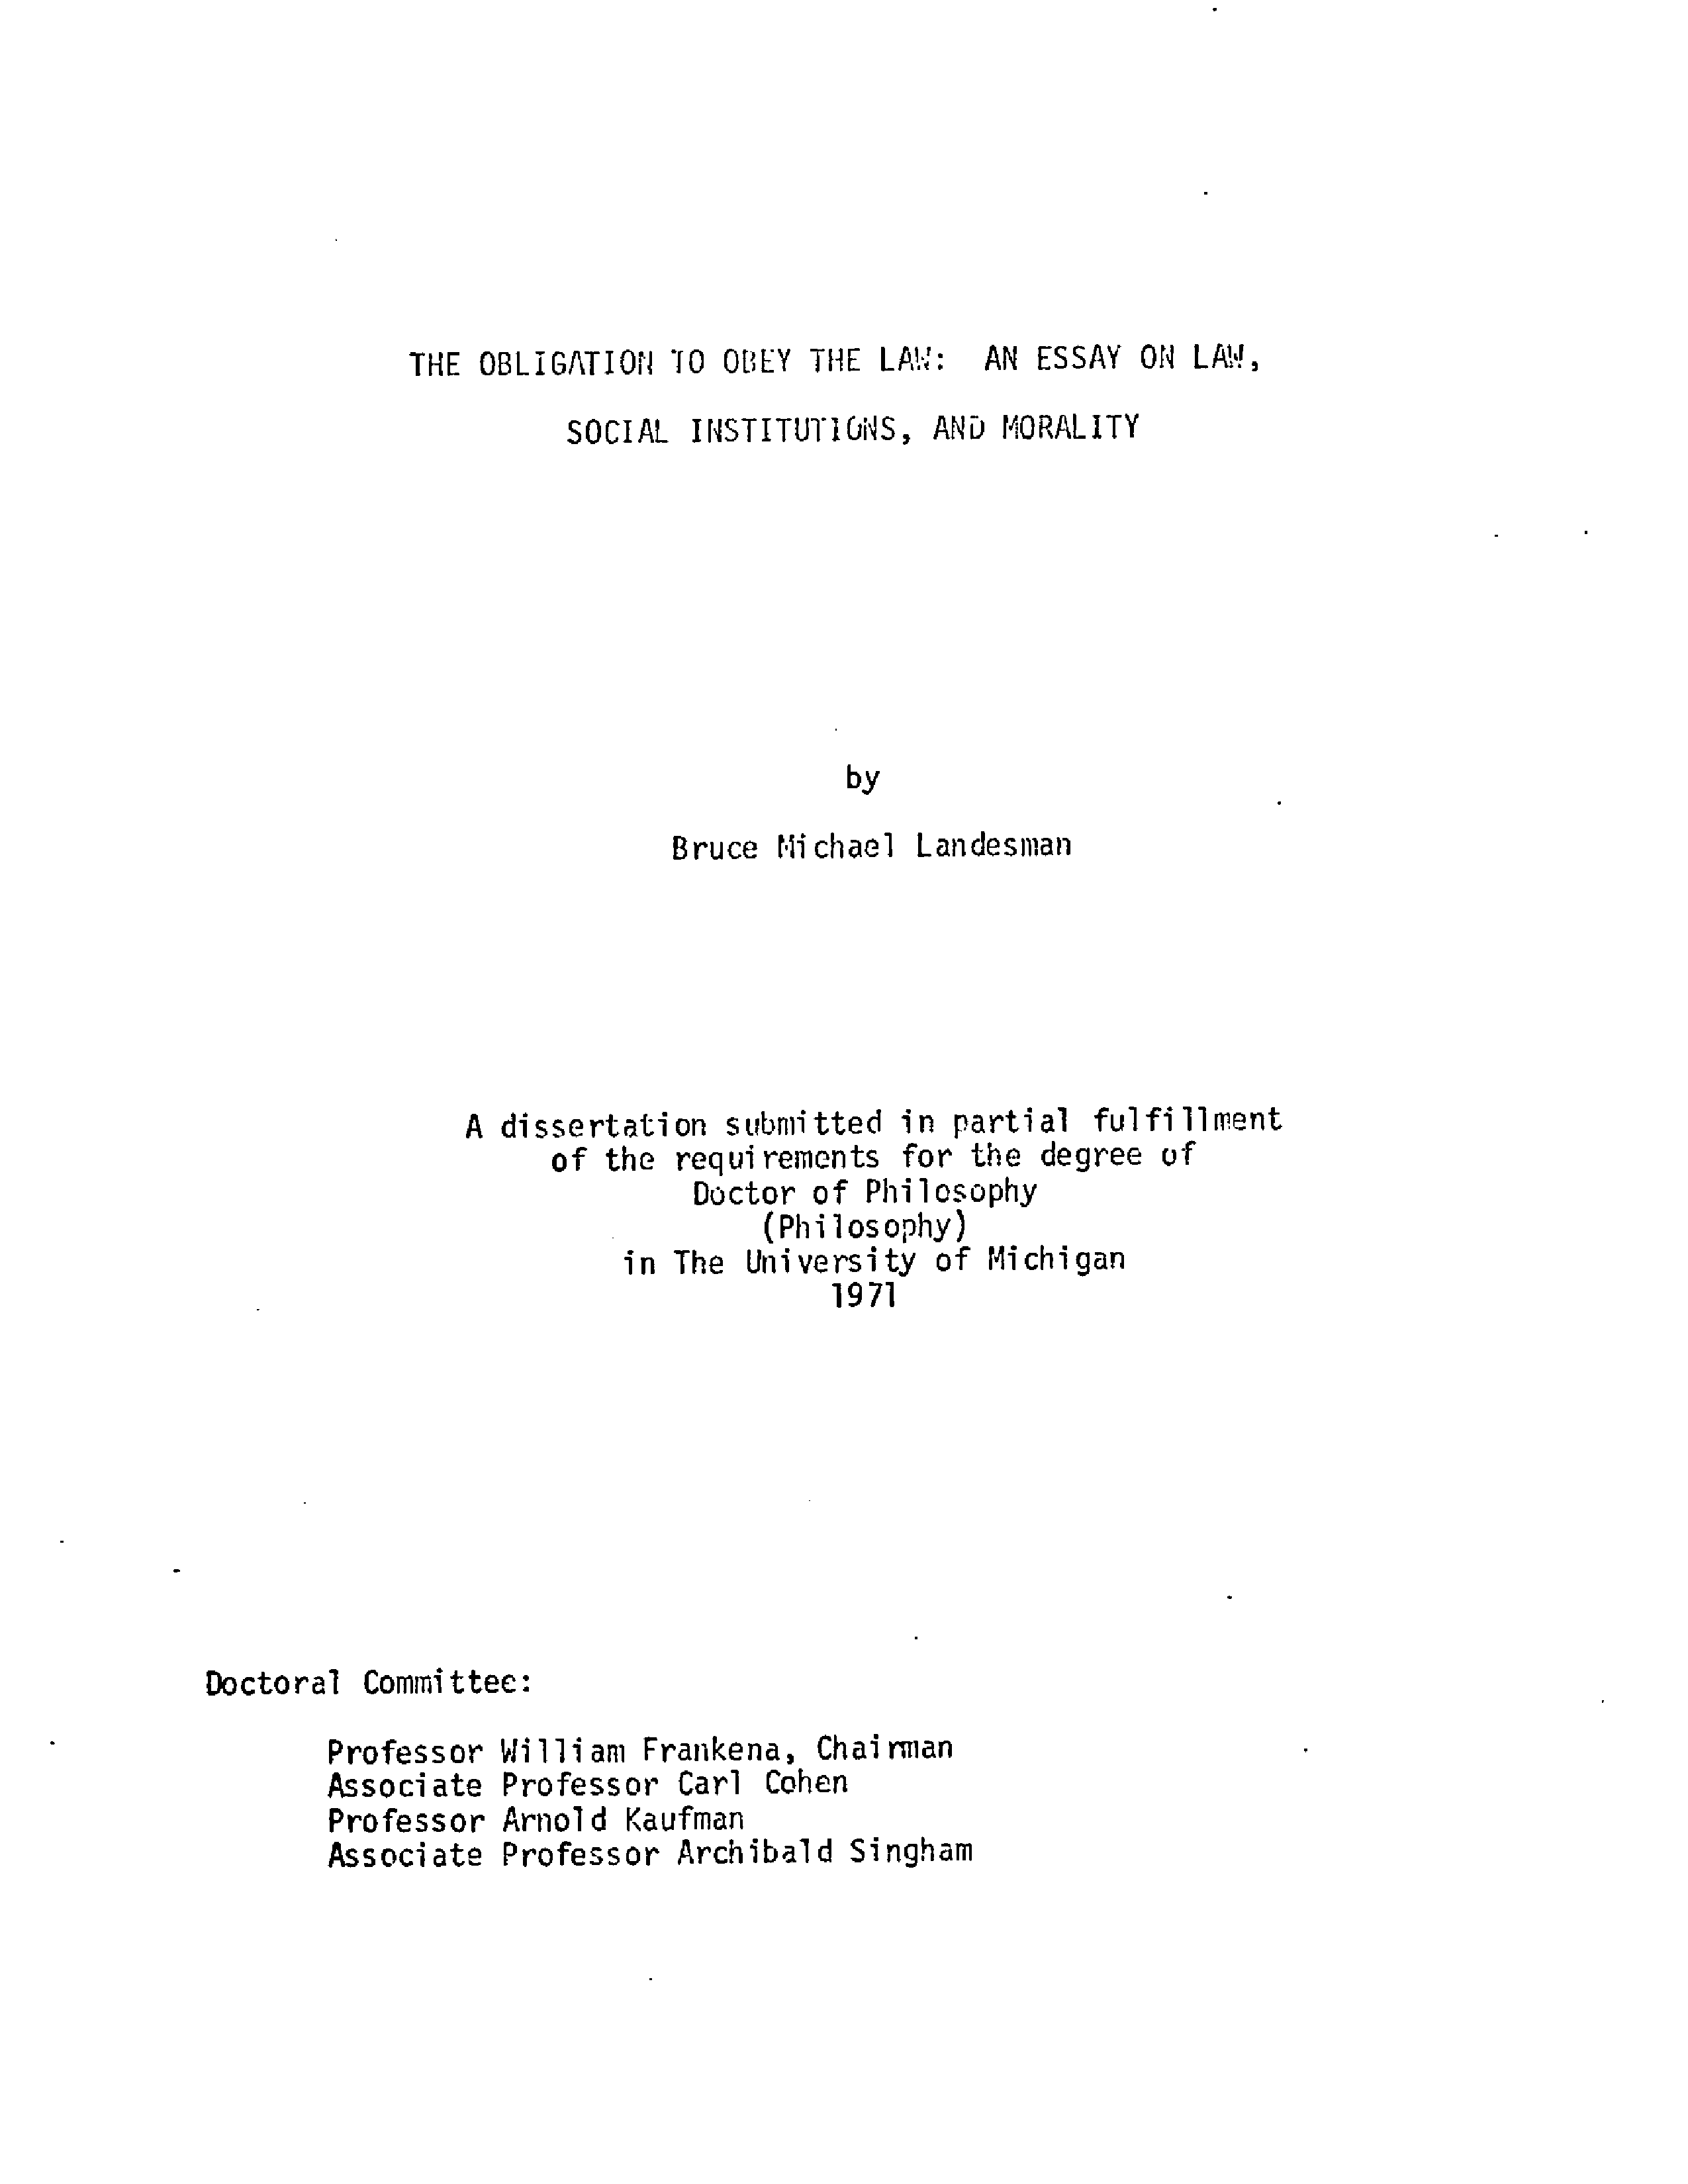 THE OBLIGATION TO OBEY THE LAW: AN ESSAY ON LAW,
SOCIAL INSTITUTIONS, AND MORALITY
by
Bruce Michael Landesman
A dissertation submitted in partial fulfillment
of the requirements for the degree of
Doctor of Philosophy
(Philosophy)
in The University of Michigan
1971
Doctoral Committee:
Professor William Frankena, Chairman
Associate Professor Carl Cohen
Professor Arnold Kaufman
Associate Professor Archibald Singham